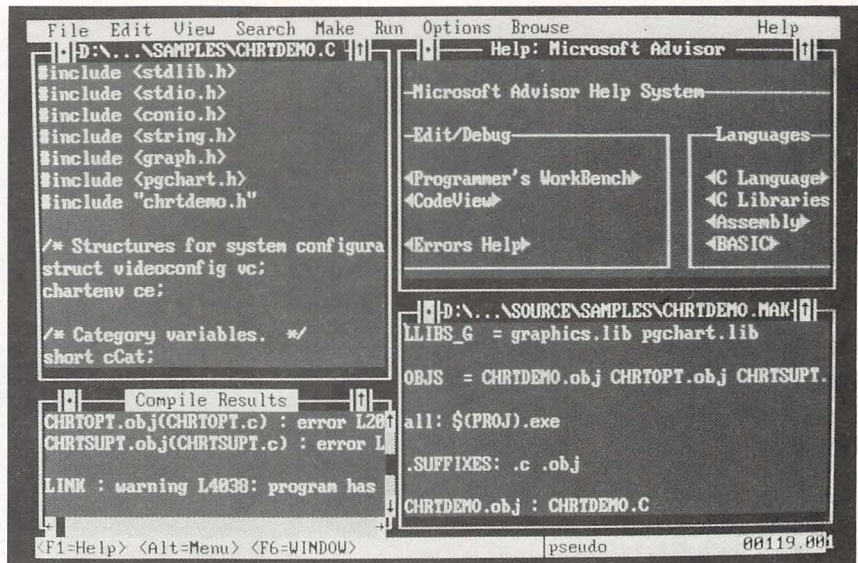 File Edit View Search Make Run Options Browse Help
D:\...\SAMPLES\CHRTDEMO.C
#include <stdlib.h>
#include <stdio.h>
#include <conio.h>
#include <string.h>
#include <graph.h>
#include <pgchart.h>
#include "chrtdemo.h"
/* Structures for system configura
struct videoconfig vc;
chartenv ce;
/* Category variables. */
short cCat;
Help: Microsoft Advisor
Microsoft Advisor Help System
Edit/Debug
Programmer's WorkBench
CodeView
Errors Help
Languages
C Language
C Libraries
Assembly
BASIC
Compile Results
CHRTOPT.obj(CHRTOPT.c) : error L20
CHRTSUPT.obj(CHRTSUPT.c) : error L
LINK : warning L4038: program has
D:\...\SOURCE\SAMPLES\CHRTDEMO.MAK
LLIBS_G = graphics.lib pgchart.lib
OBJS = CHRTDEMO.obj CHRTOPT.obj CHRTSUPT.
all: $(PROJ).exe
.SUFFIXES: .c .obj
CHRTDEMO.obj : CHRTDEMO.C
<F1=Help> <Alt=Menu> <F6=WINDOW> pseudo 00119.001